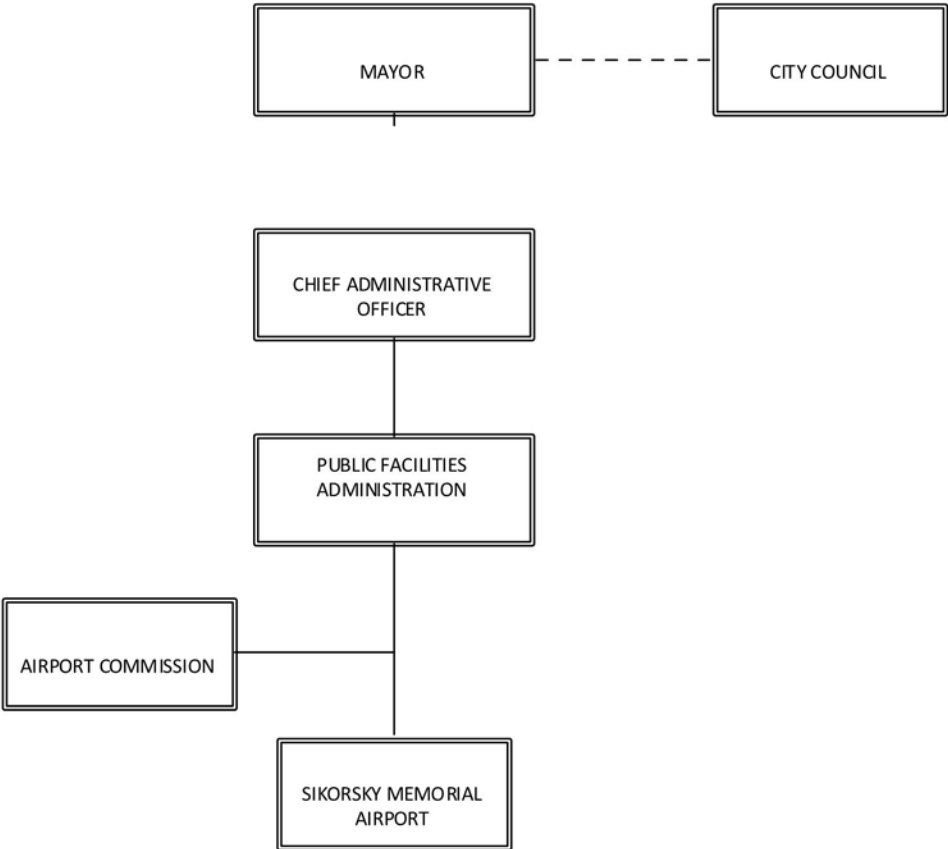 MAYOR
CITY COUNCIL
CHIEF ADMINISTRATIVE
OFFICER
PUBLIC FACILITIES
ADMINISTRATION
AIRPORT COMMISSION
SIKORSKY MEMORIAL
AIRPORT